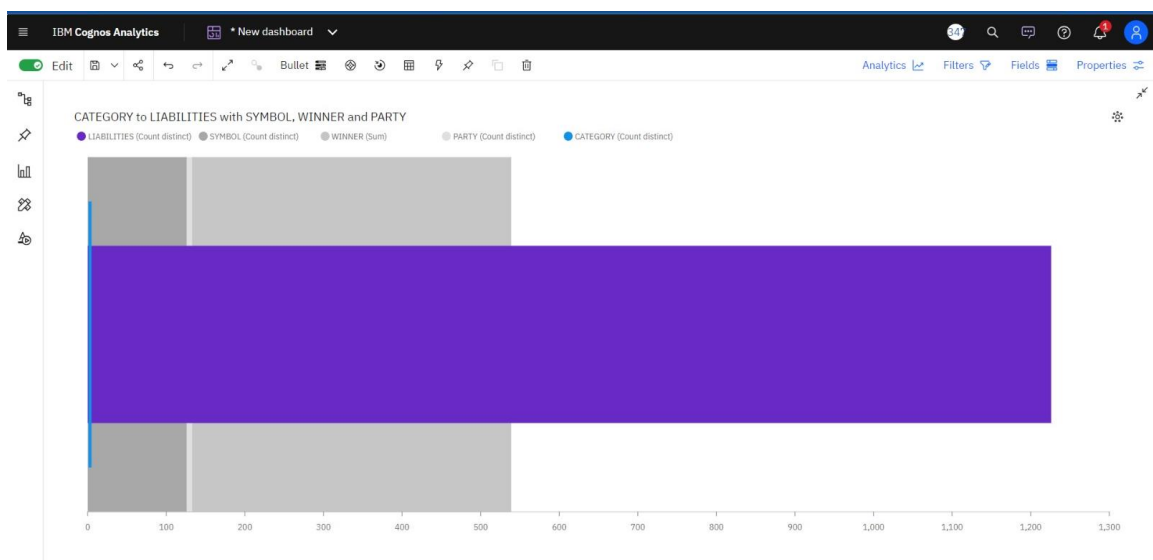 IBM Cognos Analytics * New dashboard 1
Edit Bullet Analytics Filters Fields Properties
CATEGORY to LIABILITIES with SYMBOL, WINNER and PARTY
LIABILITIES (Count distinct) SYMBOL (Count distinct) WINNER (Sum) PARTY (Count distinct) CATEGORY (Count distinct)
0 100 200 300 400 500 600 700 800 900 1,000 1,100 1,200 1,300